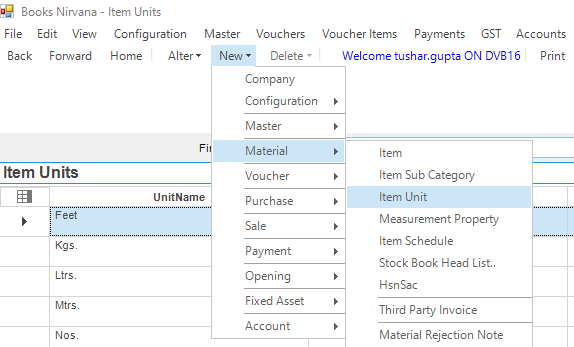 Books Nirvana - Item Units
File Edit View Configuration Master Vouchers Voucher Items Payments GST Accounts
Back Forward Home Alter New Delete Welcome tushar.gupta ON DVB16 Print
Company
Configuration
Fin
Master
Item Units
Material
Item
Voucher
Item Sub Category
UnitName
Purchase
Item Unit
Feet
Sale
Measurement Property
Kgs.
Payment
Item Schedule
Ltrs.
Opening
Stock Book Head List..
Mtrs.
Fixed Asset
HsnSac
Nos.
Account
Third Party Invoice
Material Rejection Note